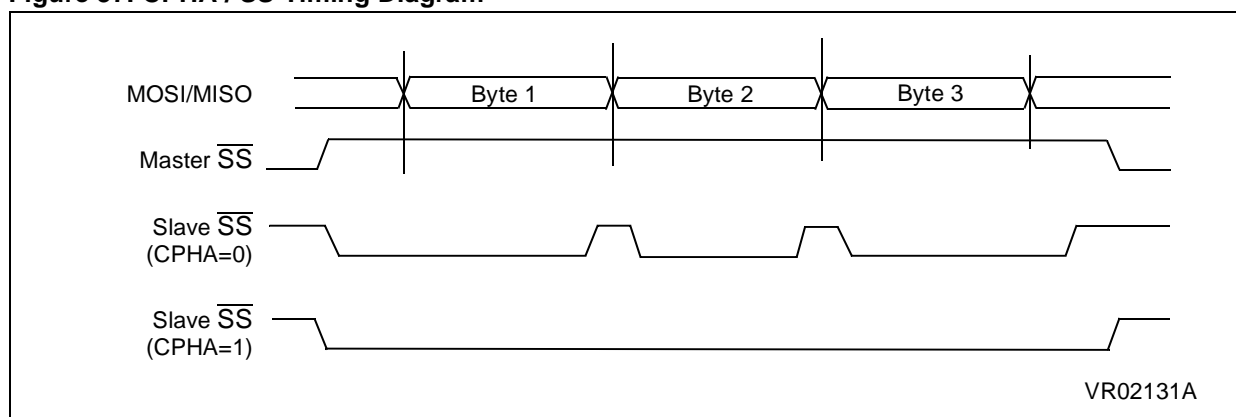 MOSI/MISO
Byte 1
Byte 2
Byte 3
Master SS
Slave SS
(CPHA=0)
Slave SS
(CPHA=1)
VR02131A